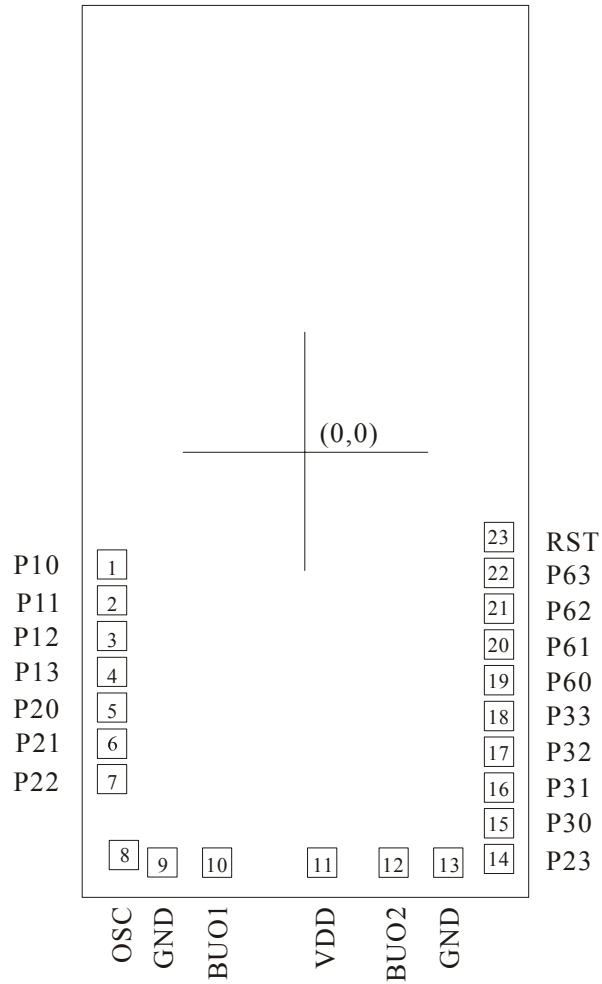 (0,0)
23 RST
P10 1 22 P63
P11 2 21 P62
P12 3 20 P61
P13 4 19 P60
P20 5 18 P33
P21 6 17 P32
P22 7 16 P31
15 P30
8 9 10 11 12 13 14 P23
OSC GND BUO1 VDD BUO2 GND